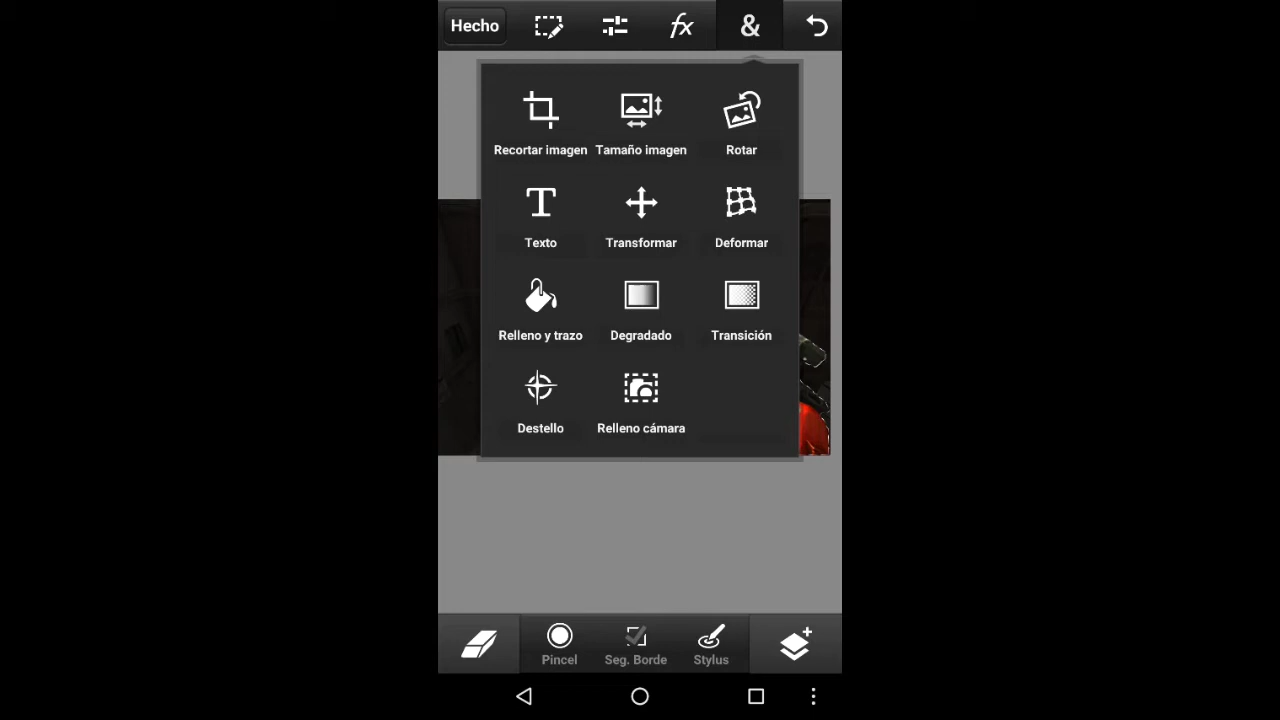 Hecho fx &
Recortar imagen Tamaño imagen Rotar
Texto Transformar Deformar
Relleno y trazo Degradado Transición
Destello Relleno cámara
Pincel Seg. Borde Stylus